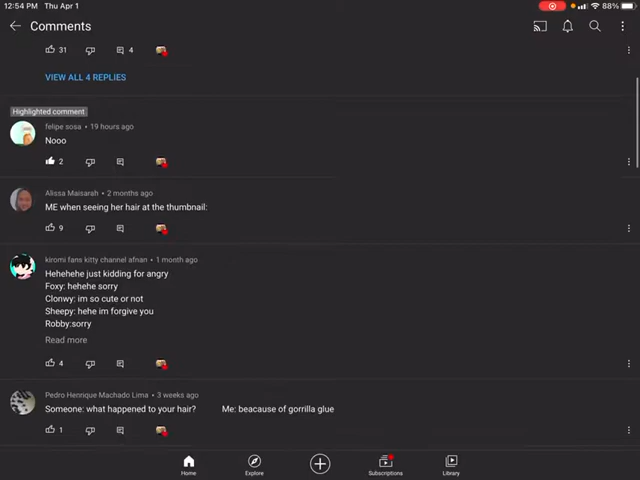 12:54 PM Thu Apr 1
88%
Comments
31
4
VIEW ALL 4 REPLIES
Highlighted comment
felipe sosa • 19 hours ago
Nooo
2
Alissa Maisarah • 2 months ago
ME when seeing her hair at the thumbnail:
9
kiromi fans kitty channel afnan • 1 month ago
Hehehehe just kidding for angry
Foxy: hehehe sorry
Clonwy: im so cute or not
Sheepy: hehe im forgive you
Robby:sorry
Read more
4
Pedro Henrique Machado Lima • 3 weeks ago
Someone: what happened to your hair? Me: beacause of gorrilla glue
1
Home Explore Subscriptions Library